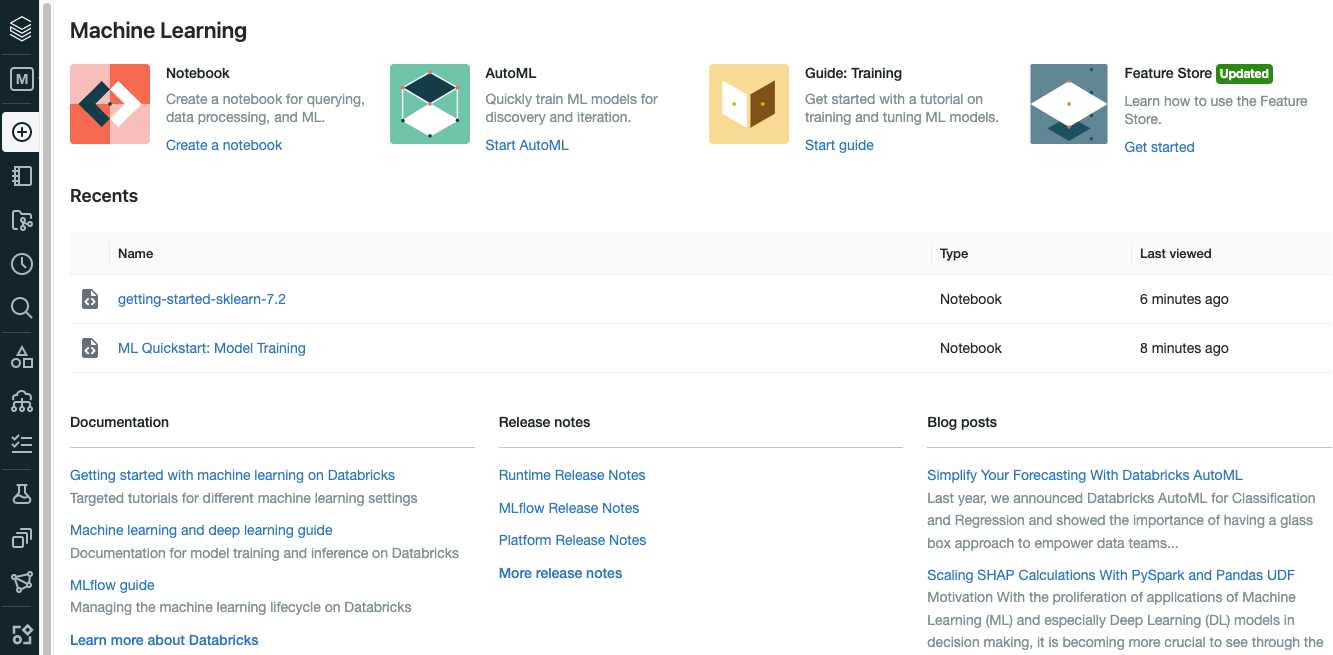 Machine Learning
M
Notebook
Create a notebook for querying,
data processing, and ML.
Create a notebook
AutoML
Quickly train ML models for
discovery and iteration.
Start AutoML
Guide: Training
Get started with a tutorial on
training and tuning ML models.
Start guide
Feature Store Updated
Learn how to use the Feature
Store.
Get started
Recents
Name Type Last viewed
getting-started-sklearn-7.2 Notebook 6 minutes ago
ML Quickstart: Model Training Notebook 8 minutes ago
Documentation
Getting started with machine learning on Databricks
Targeted tutorials for different machine learning settings
Machine learning and deep learning guide
Documentation for model training and inference on Databricks
MLflow guide
Managing the machine learning lifecycle on Databricks
Learn more about Databricks
Release notes
Runtime Release Notes
MLflow Release Notes
Platform Release Notes
More release notes
Blog posts
Simplify Your Forecasting With Databricks AutoML
Last year, we announced Databricks AutoML for Classification
and Regression and showed the importance of having a glass
box approach to empower data teams...
Scaling SHAP Calculations With PySpark and Pandas UDF
Motivation With the proliferation of applications of Machine
Learning (ML) and especially Deep Learning (DL) models in
decision making, it is becoming more crucial to see through the